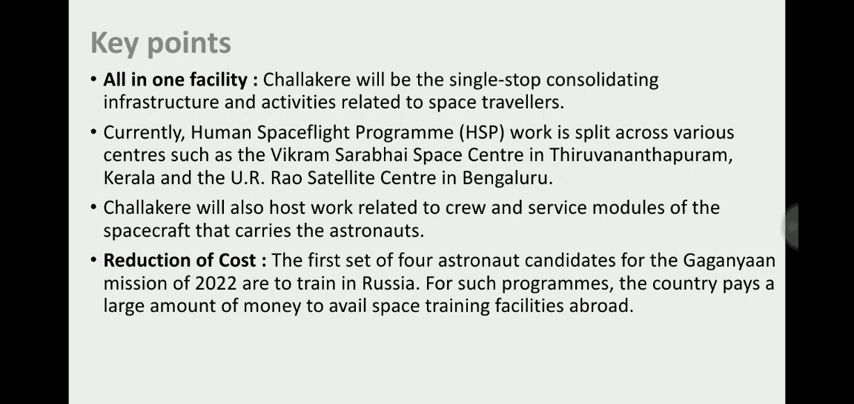 Key points
• All in one facility : Challakere will be the single-stop consolidating
infrastructure and activities related to space travellers.
• Currently, Human Spaceflight Programme (HSP) work is split across various
centres such as the Vikram Sarabhai Space Centre in Thiruvananthapuram,
Kerala and the U.R. Rao Satellite Centre in Bengaluru.
• Challakere will also host work related to crew and service modules of the
spacecraft that carries the astronauts.
• Reduction of Cost : The first set of four astronaut candidates for the Gaganyaan
mission of 2022 are to train in Russia. For such programmes, the country pays a
large amount of money to avail space training facilities abroad.